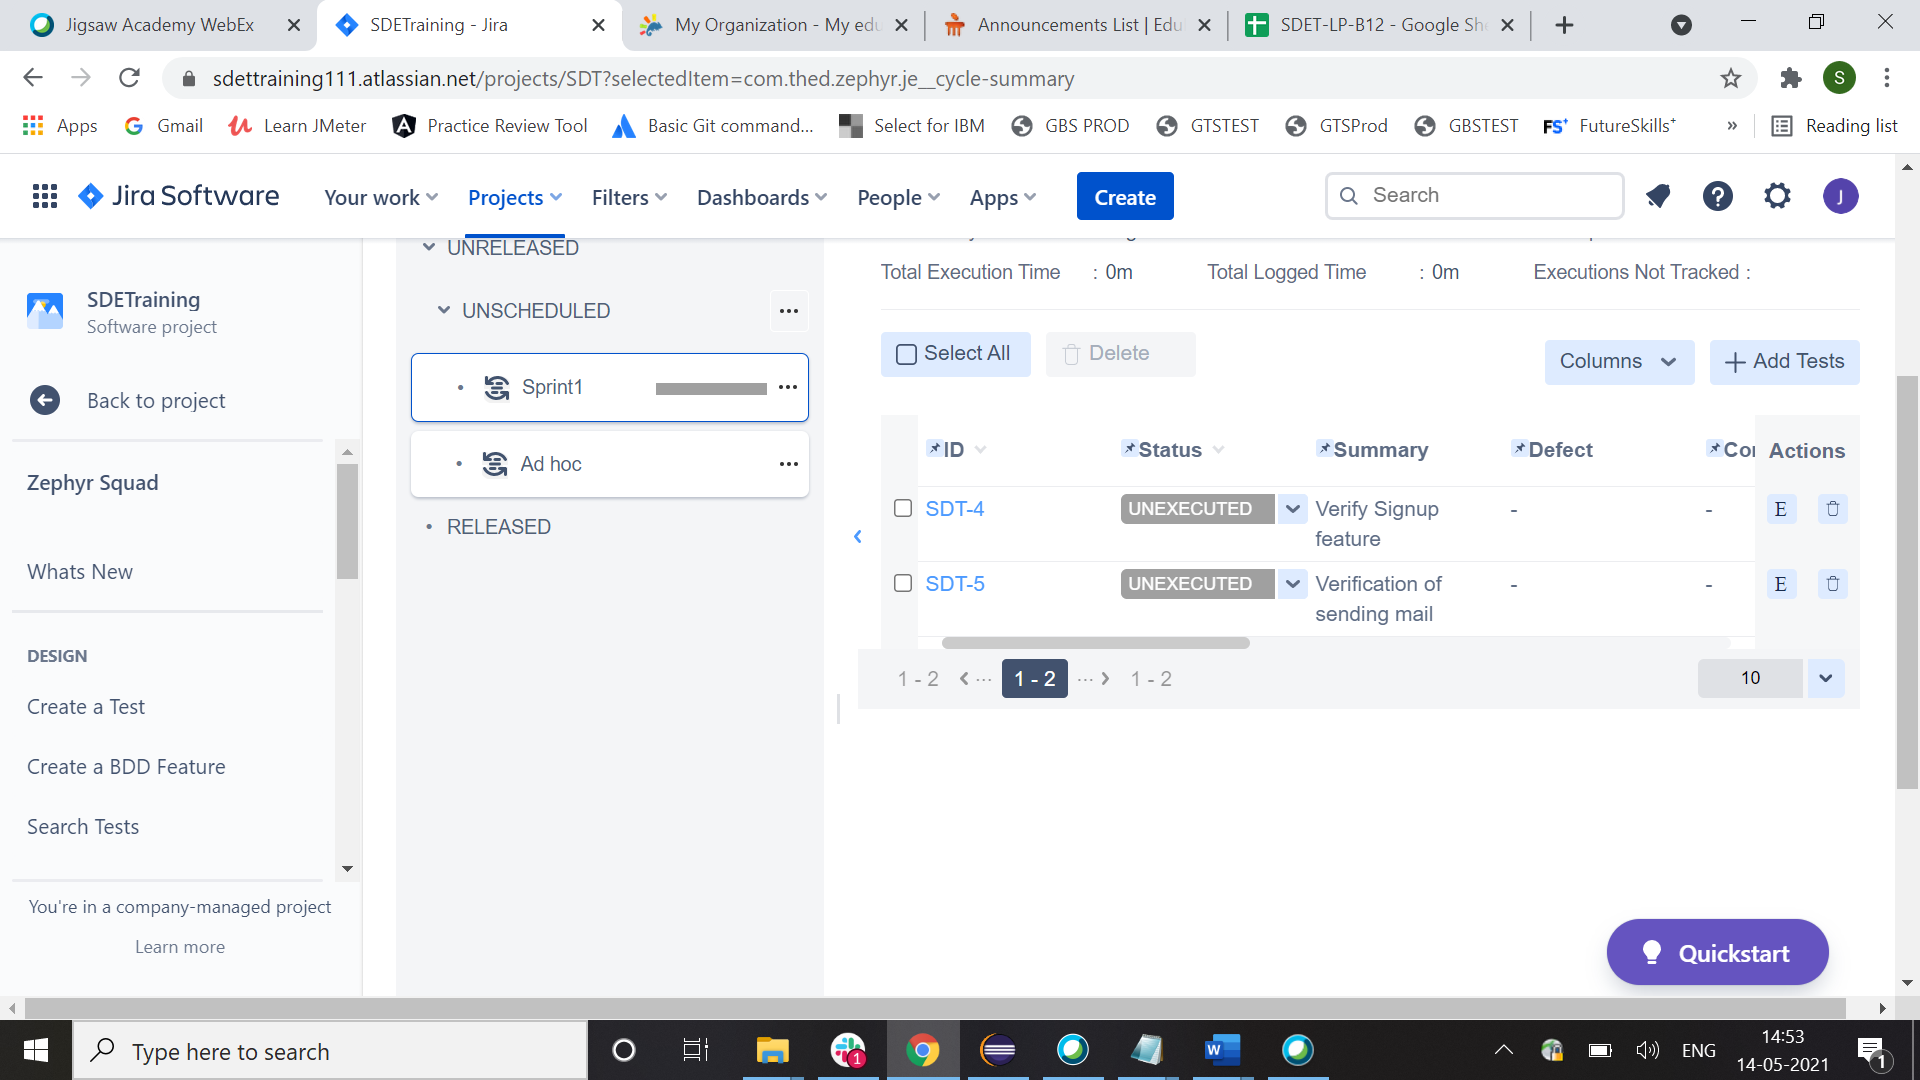 Jigsaw Academy WebEx
SDETraining - Jira
My Organization - My edu
Announcements List | Edu
SDET-LP-B12 - Google She
sdettraining111.atlassian.net/projects/SDT?selectedItem=com.thed.zephyr.je__cycle-summary
S
Apps
Gmail
Learn JMeter
Practice Review Tool
Basic Git command...
Select for IBM
GBS PROD
GTSTEST
GTSProd
GBSTEST
FS+ FutureSkills+
»
Reading list
Jira Software
Your work
Projects
Filters
Dashboards
People
Apps
Create
Search
J
SDETraining
Software project
Back to project
Zephyr Squad
Whats New
DESIGN
Create a Test
Create a BDD Feature
Search Tests
You're in a company-managed project
Learn more
UNRELEASED
UNSCHEDULED
Sprint1
Ad hoc
RELEASED
Total Execution Time : 0m
Total Logged Time : 0m
Executions Not Tracked :
Select All
Delete
Columns
+ Add Tests
ID Status Summary Defect Co Actions
SDT-4 UNEXECUTED Verify Signup - - E
feature
SDT-5 UNEXECUTED Verification of - - E
sending mail
1 - 2 ... 1 - 2 ... 1 - 2
10
Quickstart
Type here to search
1
W
ENG
14:53
14-05-2021
1